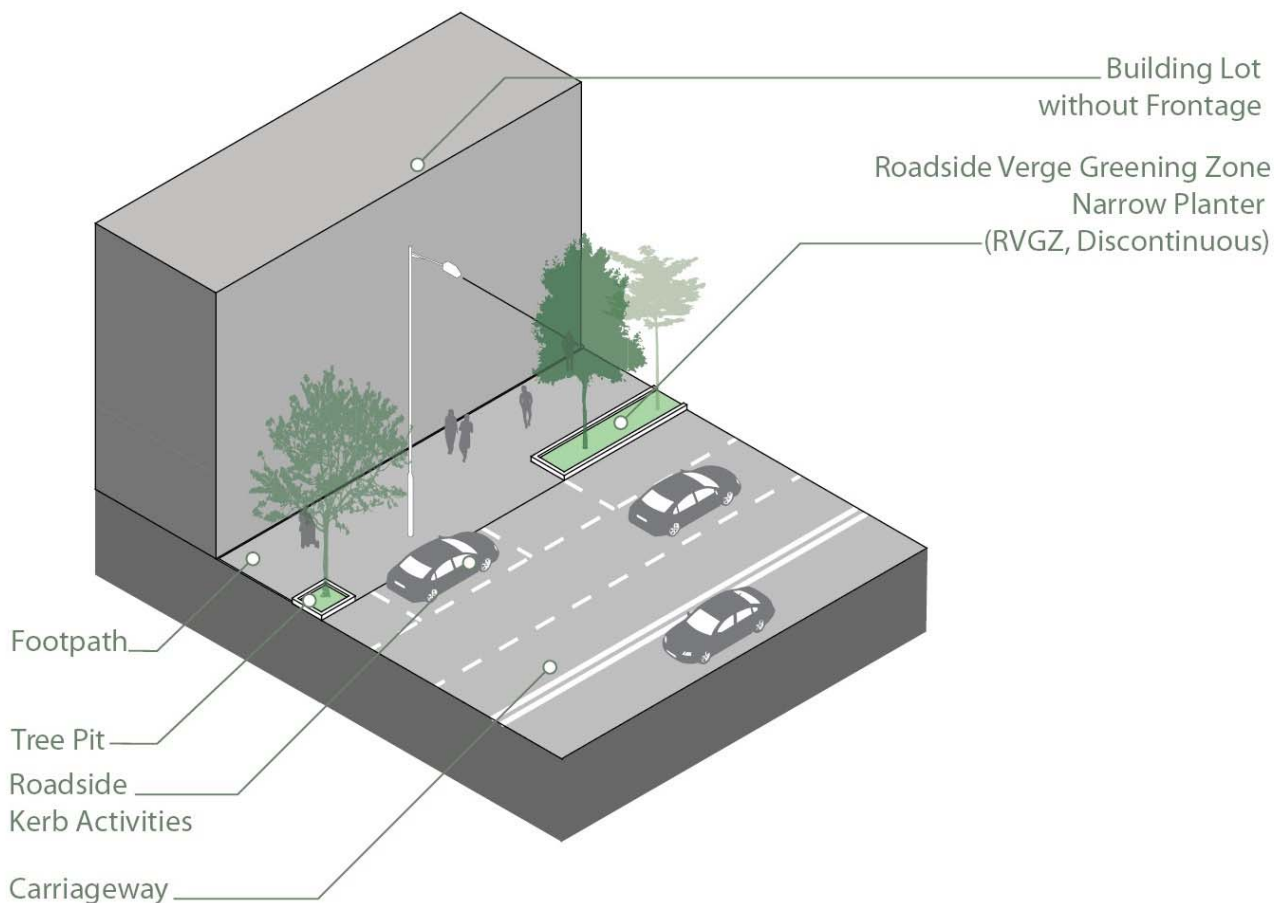 Building Lot
without Frontage
Roadside Verge Greening Zone
Narrow Planter
(RVGZ, Discontinuous)
Footpath
Tree Pit
Roadside
Kerb Activities
Carriageway